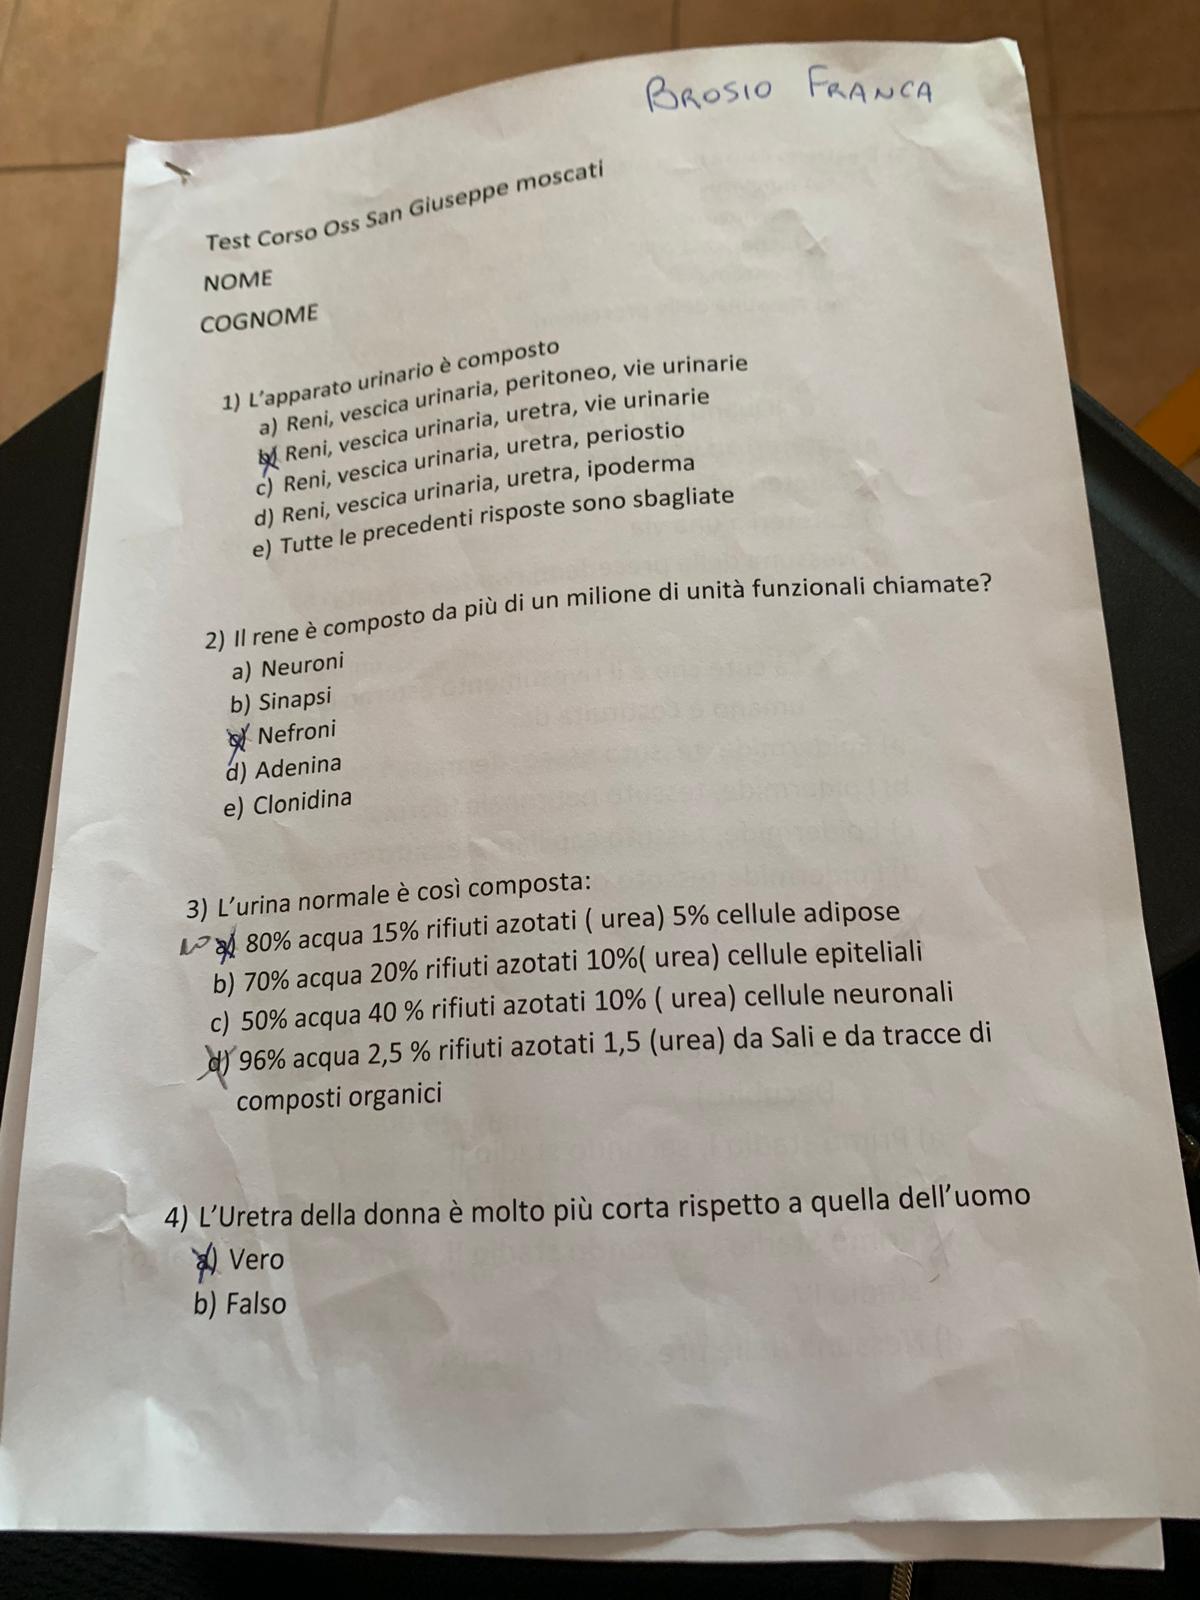 BROSIO FRANCA
Test Corso Oss San Giuseppe moscati
NOME
COGNOME
1) L'apparato urinario è composto
a) Reni, vescica urinaria, peritoneo, vie urinarie
b) Reni, vescica urinaria, uretra, vie urinarie
c) Reni, vescica urinaria, uretra, periostio
d) Reni, vescica urinaria, uretra, ipoderma
e) Tutte le precedenti risposte sono sbagliate
2) Il rene è composto da più di un milione di unità funzionali chiamate?
a) Neuroni
b) Sinapsi
c) Nefroni
d) Adenina
e) Clonidina
3) L'urina normale è così composta:
a) 80% acqua 15% rifiuti azotati ( urea) 5% cellule adipose
b) 70% acqua 20% rifiuti azotati 10%( urea) cellule epiteliali
c) 50% acqua 40 % rifiuti azotati 10% ( urea) cellule neuronali
d) 96% acqua 2,5 % rifiuti azotati 1,5 (urea) da Sali e da tracce di
composti organici
4) L'Uretra della donna è molto più corta rispetto a quella dell'uomo
a) Vero
b) Falso